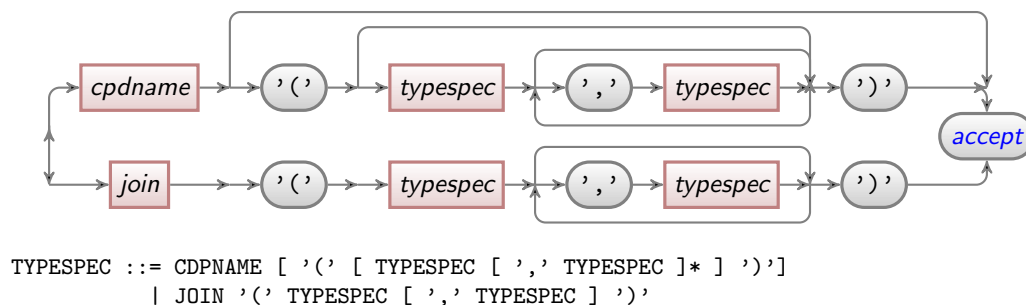 cpdname '(' typespec ',' typespec ')'
accept
join '(' typespec ',' typespec ')'
TYPESPEC ::= CDPNAME [ '(' [ TYPESPEC [ ',' TYPESPEC ]* ] ')']
| JOIN '(' TYPESPEC [ ',' TYPESPEC ] ')'